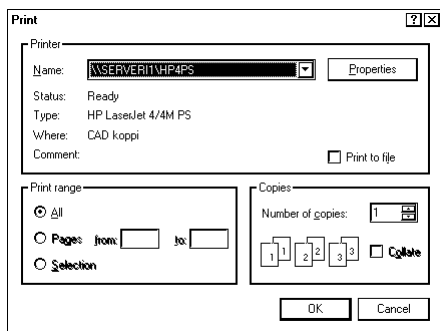 Print
Printer
Name: \\SERVERI1\HP4PS Properties
Status: Ready
Type: HP LaserJet 4/4M PS
Where: CAD koppi
Comment: Print to file
Print range
All
Pages from: to:
Selection
Copies
Number of copies: 1
1 1 2 2 3 3 Collate
OK Cancel